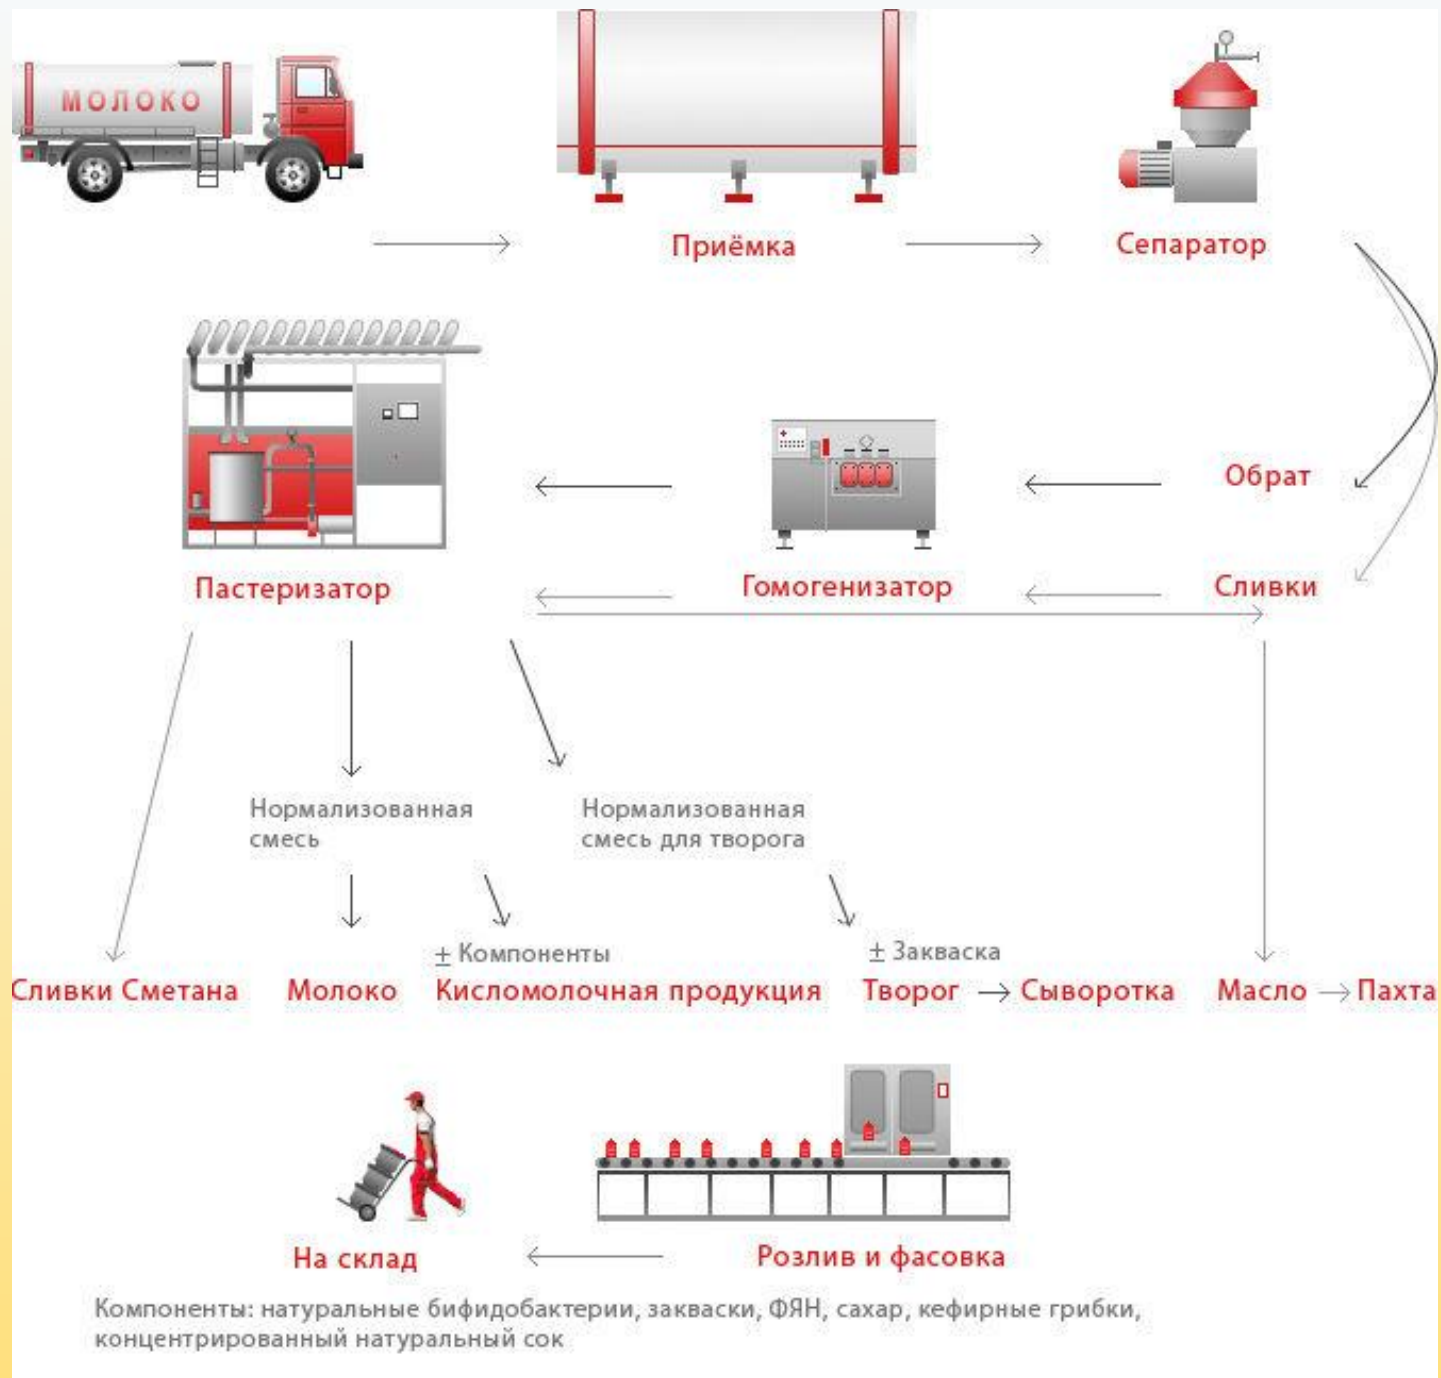 МОЛОКО
Приёмка
Сепаратор
Обрат
Пастеризатор
Гомогенизатор
Сливки
Нормализованная
смесь
Нормализованная
смесь для творога
± Компоненты
± Закваска
Сливки Сметана
Молоко
Кисломолочная продукция
Творог
Сыворотка
Масло
Пахта
На склад
Розлив и фасовка
Компоненты: натуральные бифидобактерии, закваски, ФЯН, сахар, кефирные грибки,
концентрированный натуральный сок